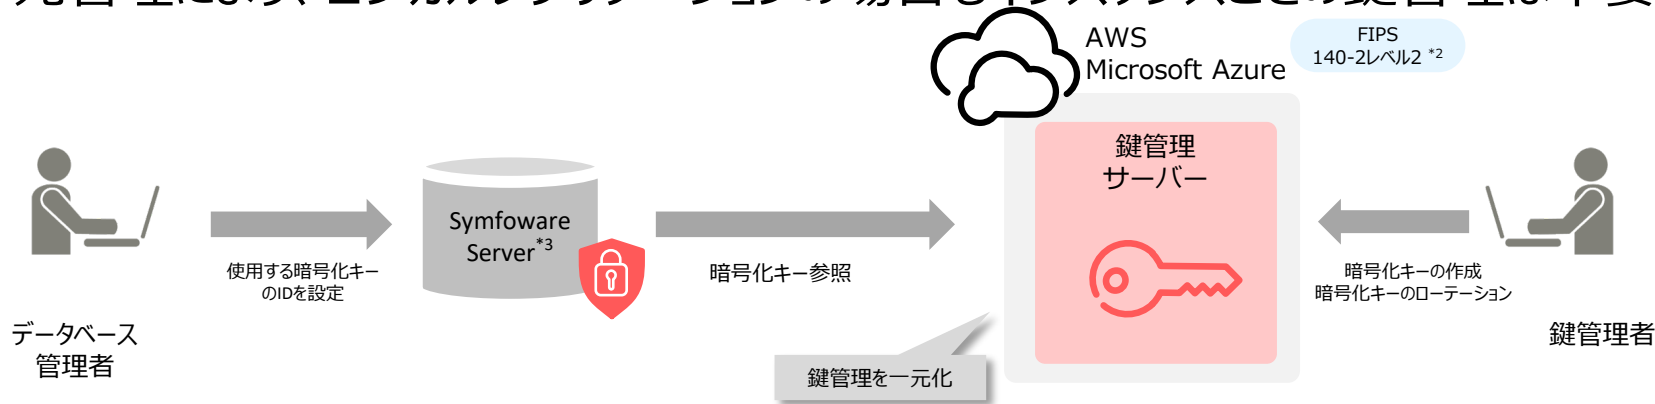 AWS
Microsoft Azure
FIPS
140-2レベル2 *2
鍵管理
サーバー
Symfoware
Server*3
使用する暗号化キー
のIDを設定
暗号化キー参照
暗号化キーの作成
暗号化キーのローテーション
データベース
管理者
鍵管理者
鍵管理を一元化